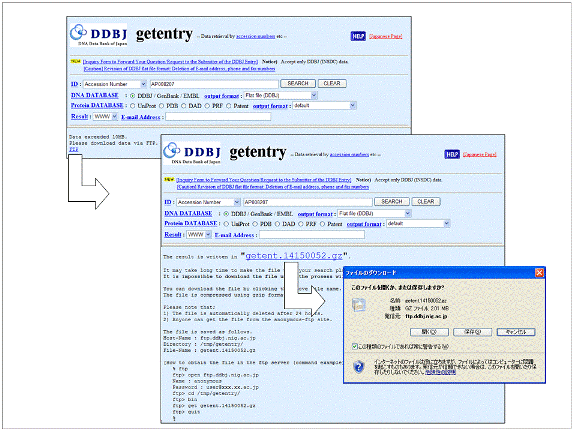 DDBJ
DNA Data Bank of Japan
getentry
-- Data retrieval by accession numbers etc --
HELP
[Japanese Page]
NEW [Inquiry Form to Forward Your Question/Request to the Submitter of the DDBJ Entry] Notice) Accept only DDBJ (INSDC) data.
[Caution] Revision of DDBJ flat file format: Deletion of E-mail address, phone and fax numbers
ID : Accession Number AP008207 SEARCH CLEAR
DNA DATABASE : DDBJ / GenBank / EMBL output format : Flat file (DDBJ)
Protein DATABASE : UniProt PDB DAD PRF Patent output format : default
Result : WWW E-mail Address :
Data exceeded 10MB.
Please download data via FTP.
FTP
DDBJ
DNA Data Bank of Japan
getentry
-- Data retrieval by accession numbers etc --
HELP
[Japanese Page]
NEW [Inquiry Form to Forward Your Question/Request to the Submitter of the DDBJ Entry] Notice) Accept only DDBJ (INSDC) data.
[Caution] Revision of DDBJ flat file format: Deletion of E-mail address, phone and fax numbers
ID : Accession Number AP008207 SEARCH CLEAR
DNA DATABASE : DDBJ / GenBank / EMBL output format : Flat file (DDBJ)
Protein DATABASE : UniProt PDB DAD PRF Patent output format : default
Result : WWW E-mail Address :
The result is written in "getent.14150052.gz".
It may take long time to make the file your search
It is impossible to download the file the process
You can download the file by clicking name.
The file is compressed using gzip
Please note that:
1) The file is automatically deleted after 24 hours.
2) Anyone can get the file from the anonymous-ftp site.
The file is saved as follows.
Host-Name : ftp.ddbj.nig.ac.jp
Directory : /tmp/getentry/
File-Name : getent.14150052.gz
(How to obtain the file in the ftp server (command example)
% ftp
ftp> open ftp.ddbj.nig.ac.jp
Name : anonymous
Password : user@xxx.xx.ac.jp
ftp> cd /tmp/getentry/
ftp> bin
ftp> get getent.14150052.gz
ftp> quit
%
ファイルのダウンロード
このファイルを開くか、または保存しますか?
名前: getent.14150052.gz
種類: GZ ファイル, 2.01 MB
発信元: ftp.ddbj.nig.ac.jp
開く(O) 保存(S) キャンセル
この種類のファイルであれば常に警告する(W)
インターネットのファイルは役に立ちますが、ファイルによってはコンピュータに問題を起こすものもあります。発信元が信頼できない場合は、このファイルを開いたり保存したりしないでください。危険性の説明